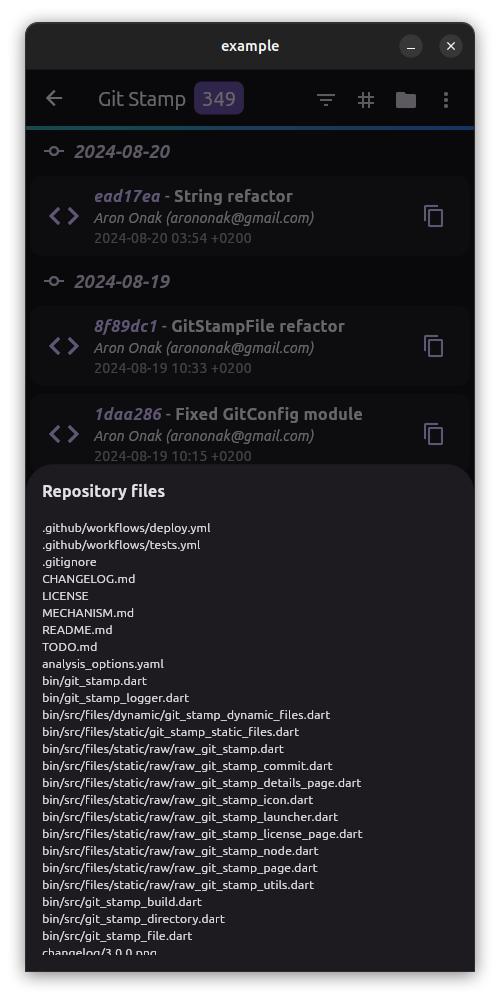 example
Git Stamp 349
2024-08-20
ead17ea - String refactor
Aron Onak (arononak@gmail.com)
2024-08-20 03:54 +0200
2024-08-19
8f89dc1 - GitStampFile refactor
Aron Onak (arononak@gmail.com)
2024-08-19 10:33 +0200
1daa286 - Fixed GitConfig module
Aron Onak (arononak@gmail.com)
2024-08-19 10:15 +0200
Repository files
.github/workflows/deploy.yml
.github/workflows/tests.yml
.gitignore
CHANGELOG.md
LICENSE
MECHANISM.md
README.md
TODO.md
analysis_options.yaml
bin/git_stamp.dart
bin/git_stamp_logger.dart
bin/src/files/dynamic/git_stamp_dynamic_files.dart
bin/src/files/static/git_stamp_static_files.dart
bin/src/files/static/raw/raw_git_stamp.dart
bin/src/files/static/raw/raw_git_stamp_commit.dart
bin/src/files/static/raw/raw_git_stamp_details_page.dart
bin/src/files/static/raw/raw_git_stamp_icon.dart
bin/src/files/static/raw/raw_git_stamp_launcher.dart
bin/src/files/static/raw/raw_git_stamp_license_page.dart
bin/src/files/static/raw/raw_git_stamp_node.dart
bin/src/files/static/raw/raw_git_stamp_page.dart
bin/src/files/static/raw/raw_git_stamp_utils.dart
bin/src/git_stamp_build.dart
bin/src/git_stamp_directory.dart
bin/src/git_stamp_file.dart
changelog/3.0.0.png